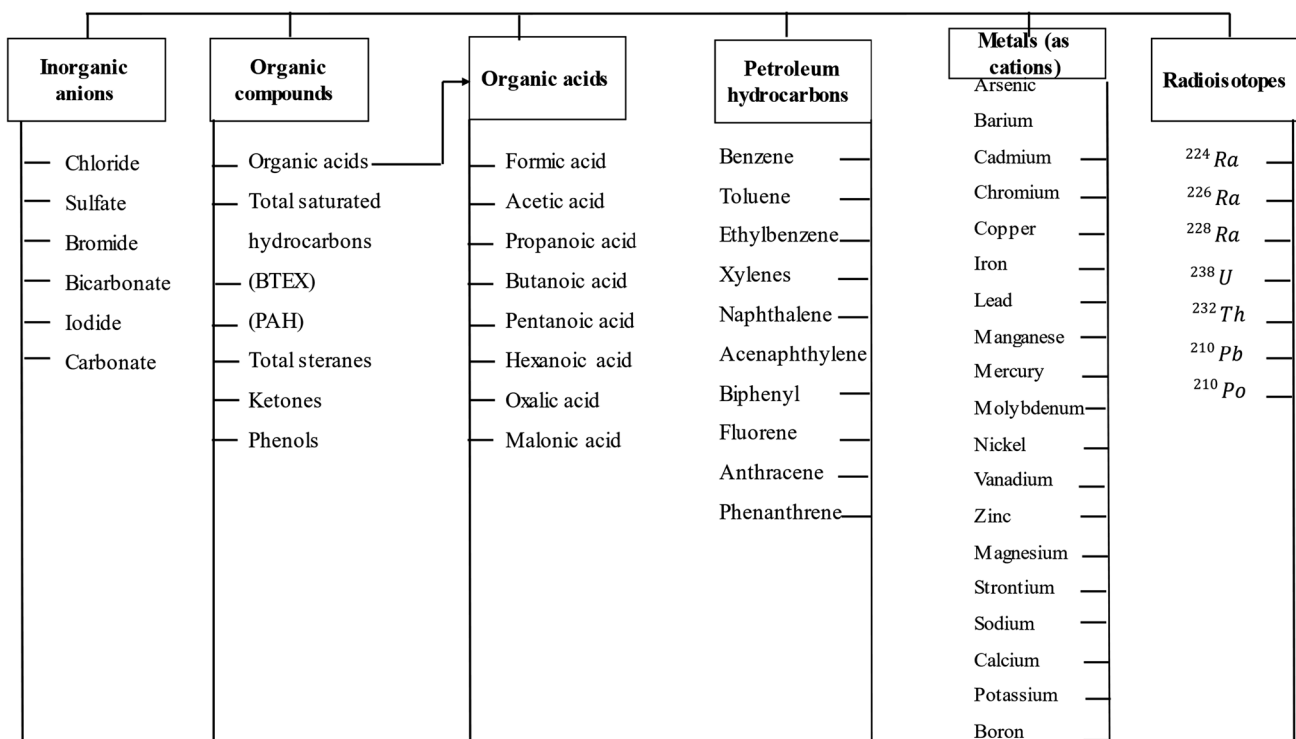 Inorganic
anions
Chloride
Sulfate
Bromide
Bicarbonate
Iodide
Carbonate
Organic
compounds
Organic acids
Total saturated
hydrocarbons
(BTEX)
(PAH)
Total steranes
Ketones
Phenols
Organic acids
Formic acid
Acetic acid
Propanoic acid
Butanoic acid
Pentanoic acid
Hexanoic acid
Oxalic acid
Malonic acid
Petroleum
hydrocarbons
Benzene
Toluene
Ethylbenzene
Xylenes
Naphthalene
Acenaphthylene
Biphenyl
Fluorene
Anthracene
Phenanthrene
Metals (as
cations)
Arsenic
Barium
Cadmium
Chromium
Copper
Iron
Lead
Manganese
Mercury
Molybdenum
Nickel
Vanadium
Zinc
Magnesium
Strontium
Sodium
Calcium
Potassium
Boron
Radioisotopes
²²⁴Ra
²²⁶Ra
²²⁸Ra
²³⁸U
²³²Th
²¹⁰Pb
²¹⁰Po